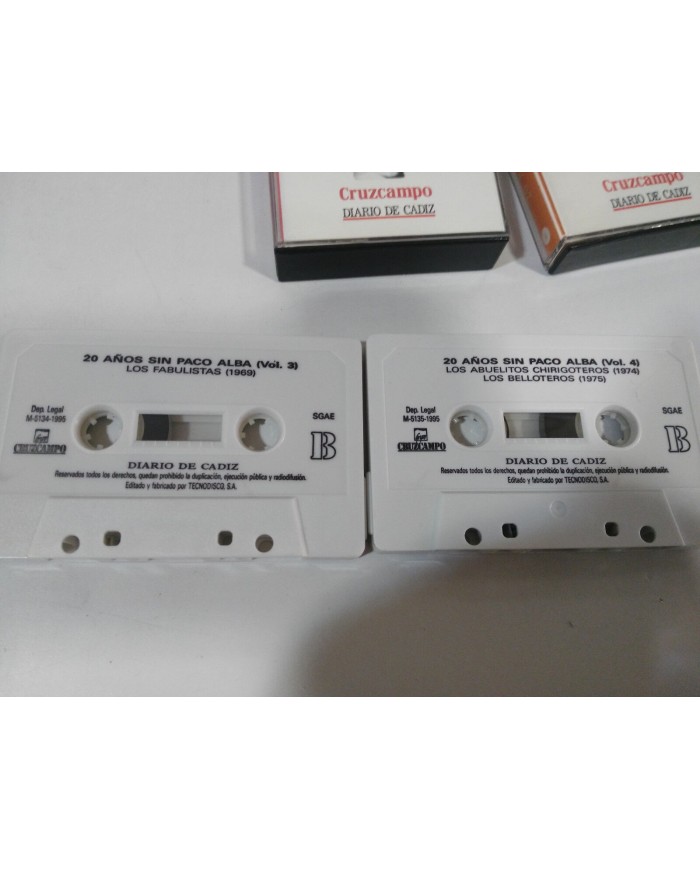 Cruzcampo
DIARIO DE CADIZ
Cruzcampo
DIARIO DE CADIZ
20 AÑOS SIN PACO ALBA (Vol. 3)
LOS FABULISTAS (1969)
Dep. Legal
M-5134-1995
SGAE
CRUZCAMPO
B
DIARIO DE CADIZ
Reservados todos los derechos, quedan prohibido la duplicación, ejecución pública y radiodifusión.
Editado y fabricado por TECNODISCO, S.A.
20 AÑOS SIN PACO ALBA (Vol. 4)
LOS ABUELITOS CHIRIGOTEROS (1974)
LOS BELLOTEROS (1975)
Dep. Legal
M-5135-1995
SGAE
CRUZCAMPO
B
DIARIO DE CADIZ
Reservados todos los derechos, quedan prohibido la duplicación, ejecución pública y radiodifusión.
Editado y fabricado por TECNODISCO, S.A.